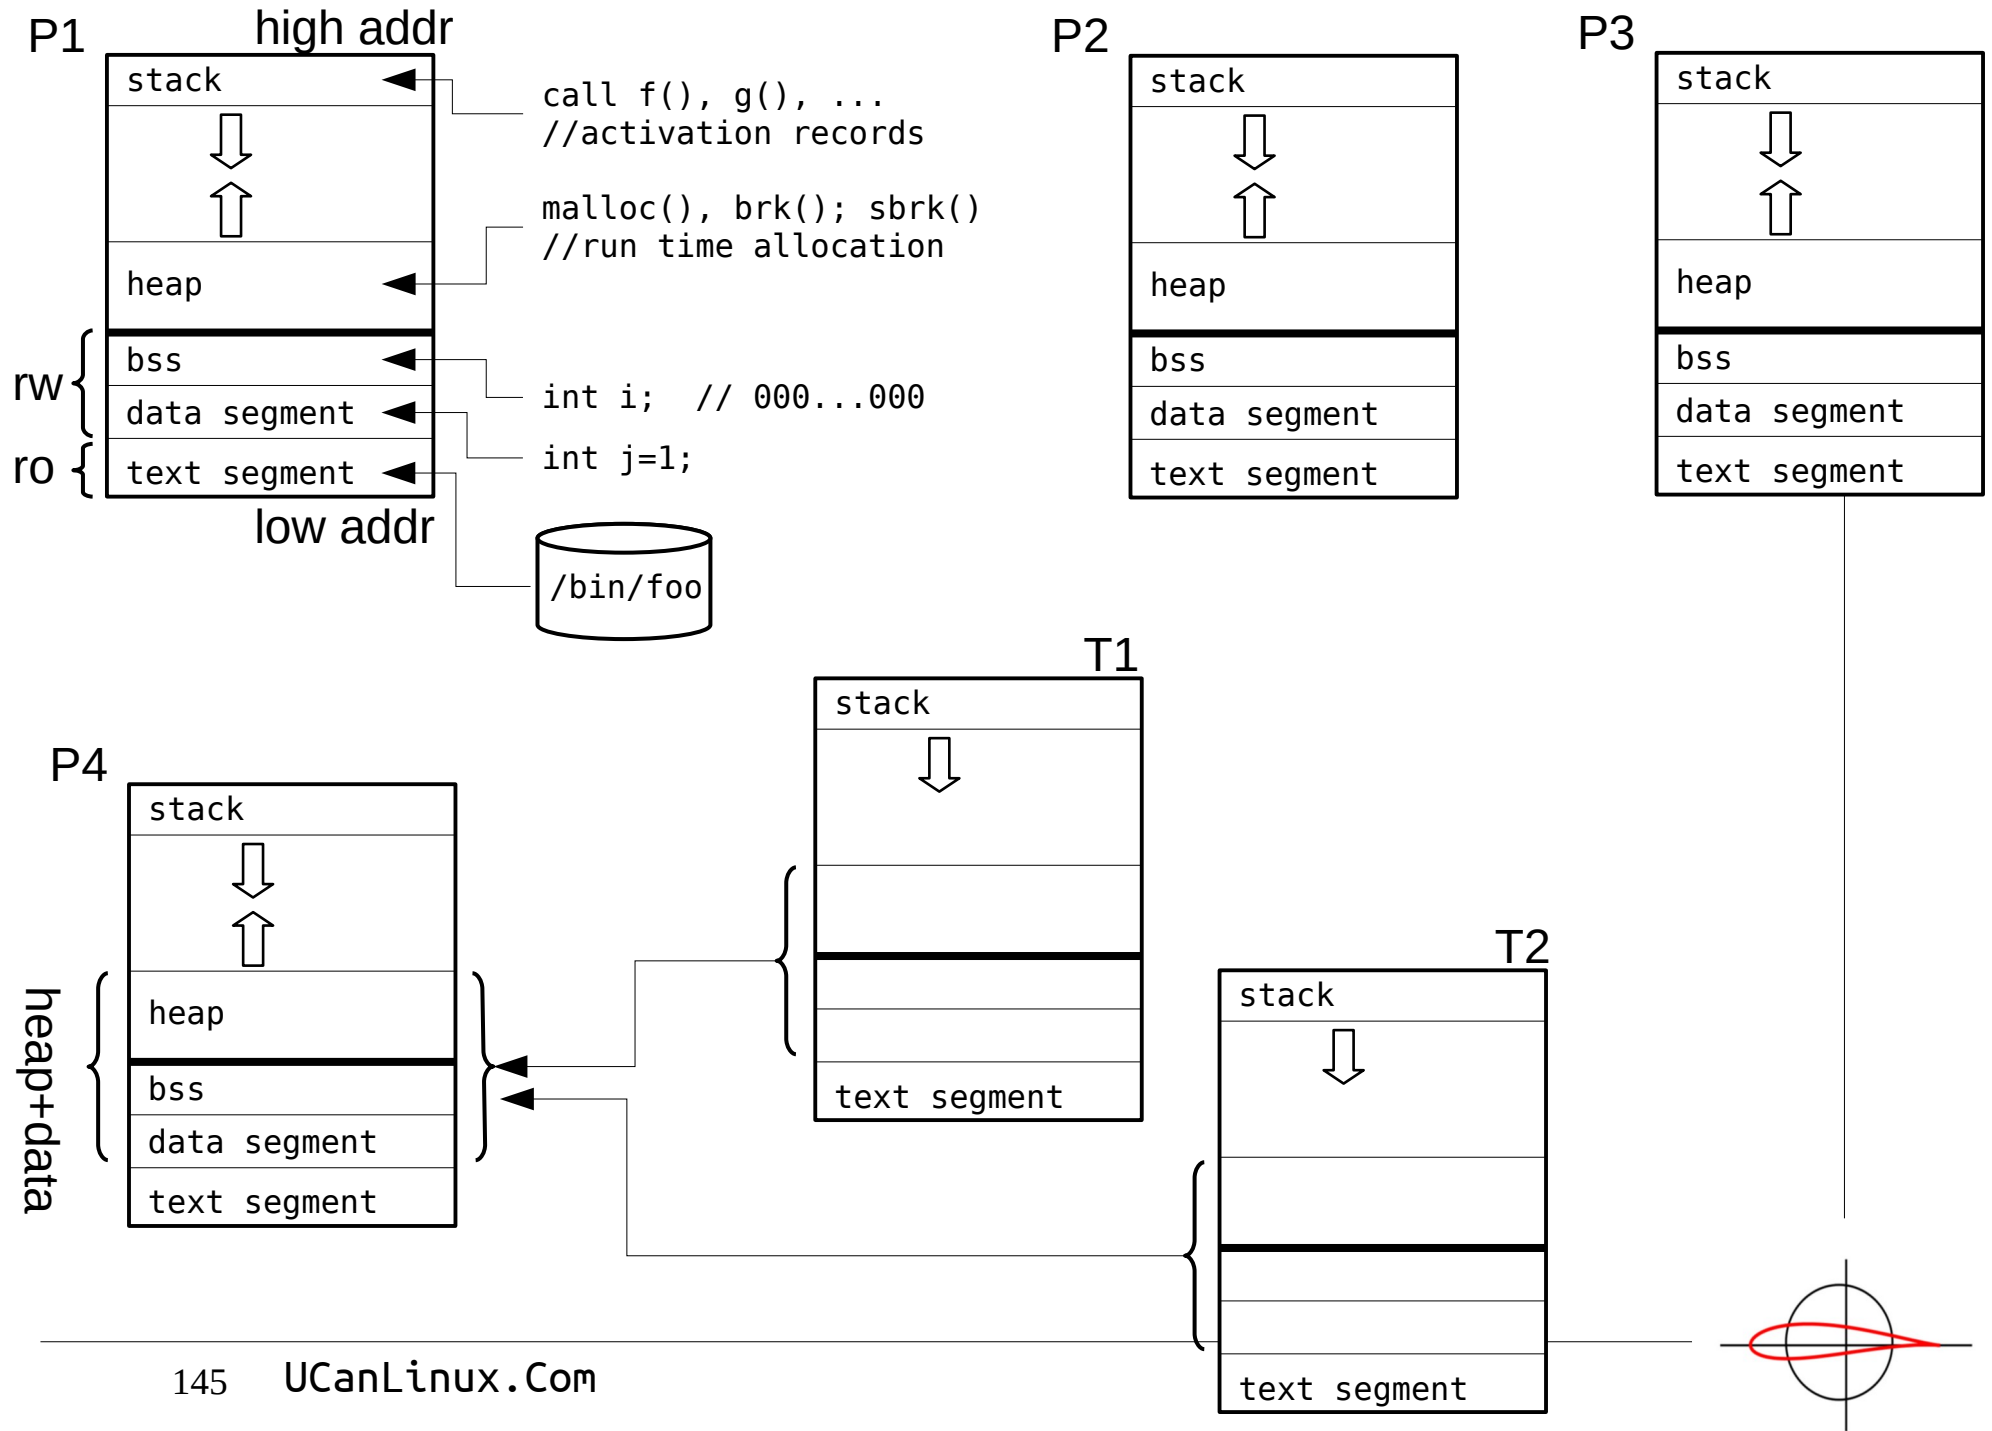 P1
high addr
stack
call f(), g(), ...
//activation records
malloc(), brk(); sbrk()
//run time allocation
heap
rw
bss
int i;  // 000...000
data segment
int j=1;
ro
text segment
low addr
/bin/foo
P2
stack
heap
bss
data segment
text segment
P3
stack
heap
bss
data segment
text segment
P4
stack
heap
heap+data
bss
data segment
text segment
T1
stack
text segment
T2
stack
text segment
145
UCanLinux.Com